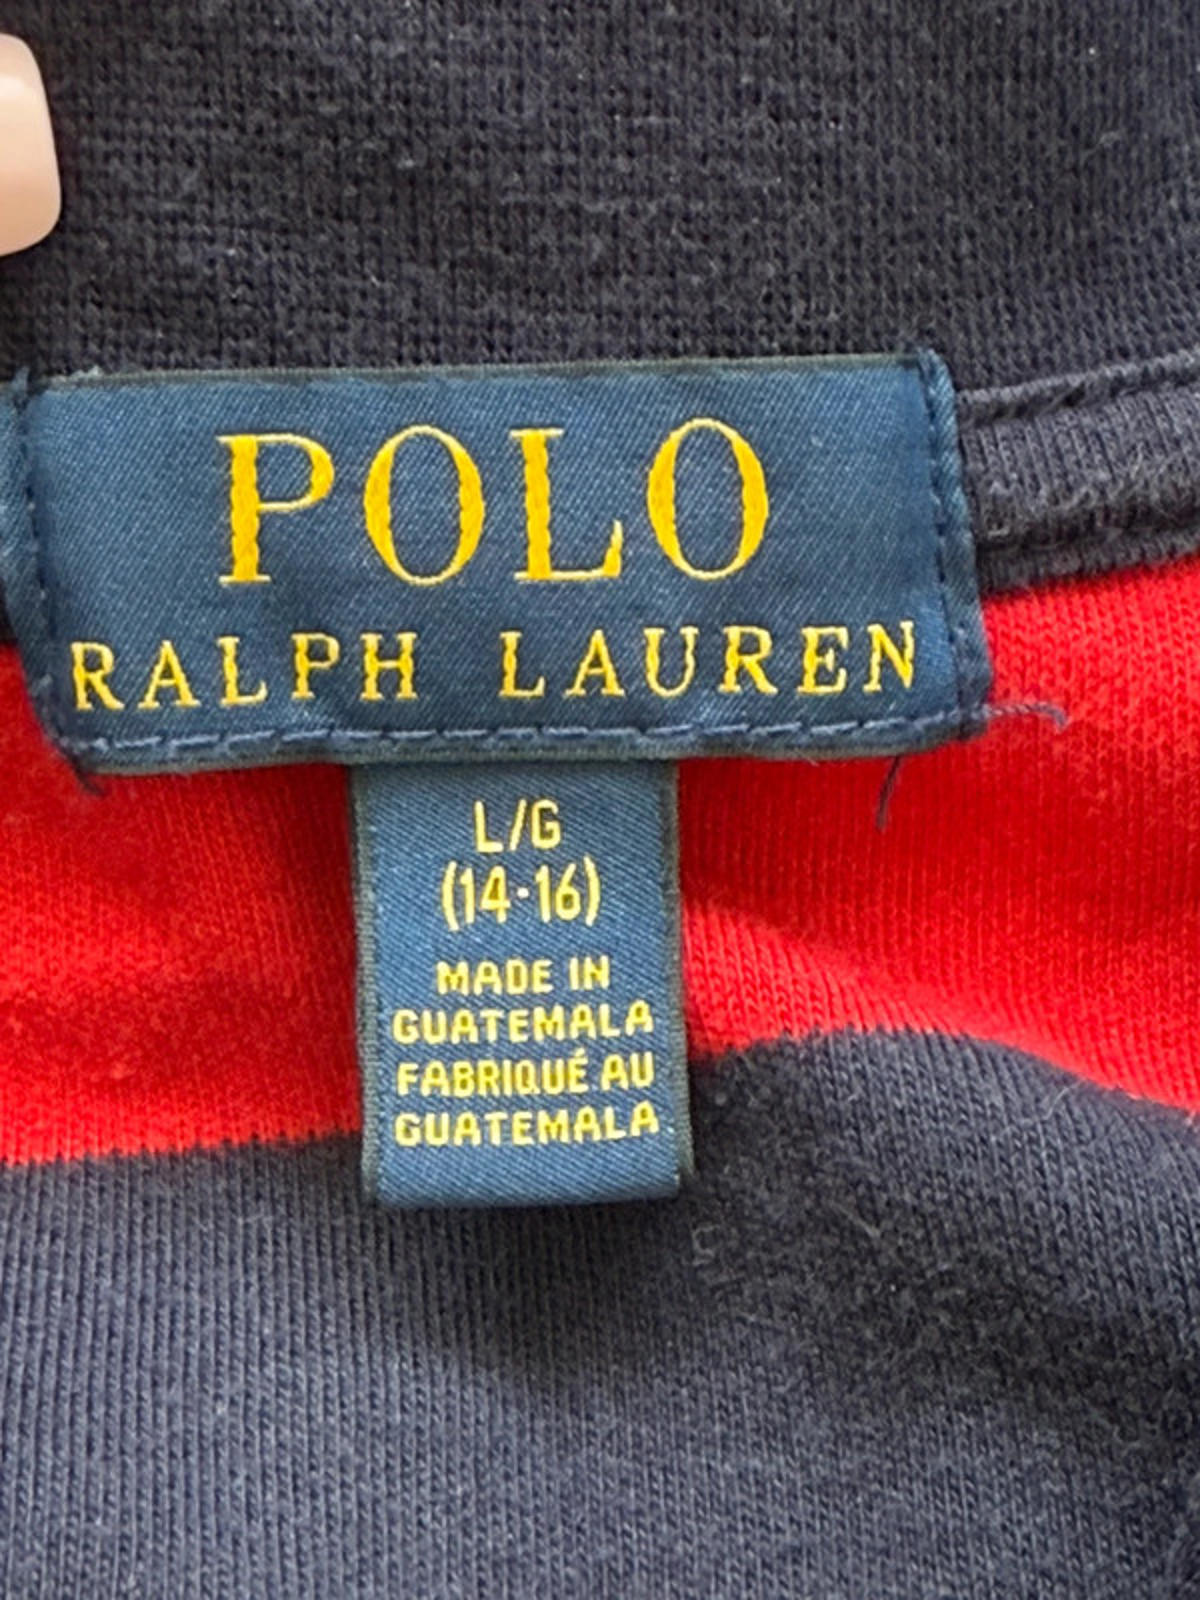 POLO
RALPH LAUREN
L/G
(14-16)
MADE IN
GUATEMALA
FABRIQUÉ AU
GUATEMALA